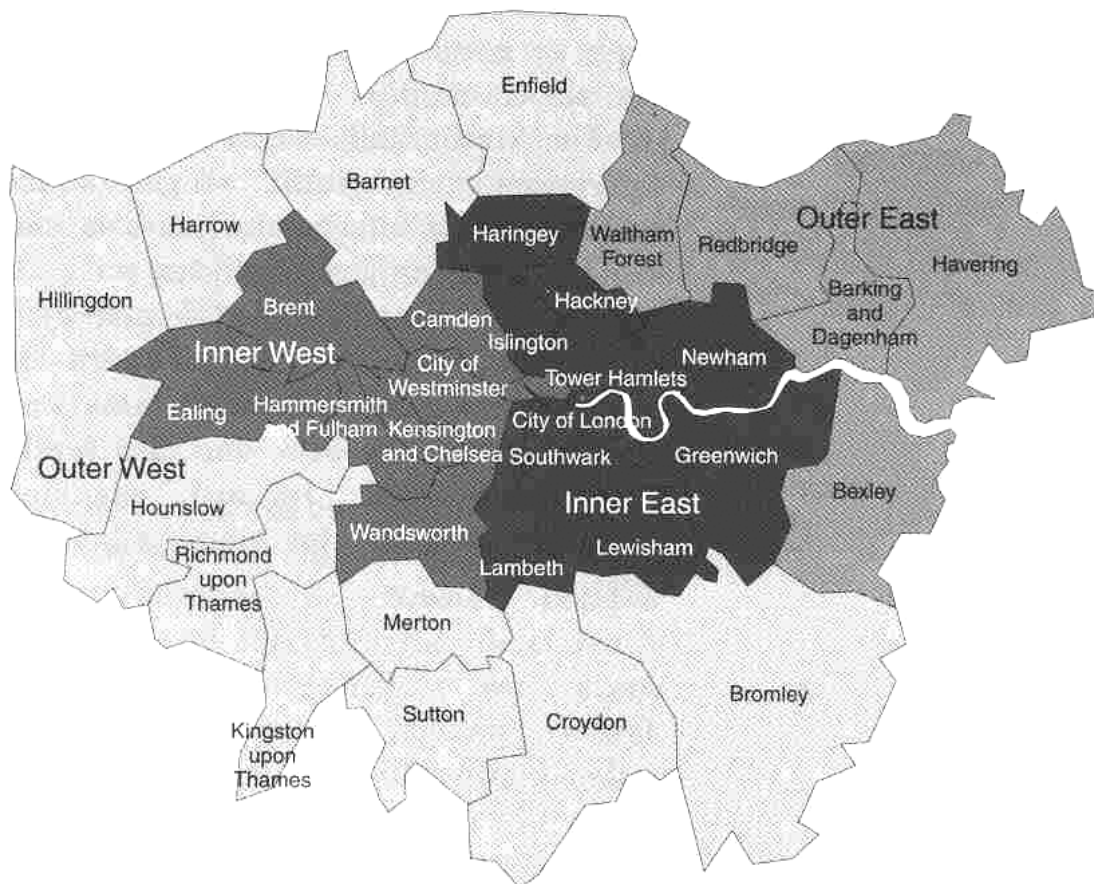 Enfield
Barnet
Harrow
Haringey
Waltham
Forest
Redbridge
Outer East
Havering
Hillingdon
Brent
Camden
Hackney
Barking
and
Dagenham
Islington
Inner West
City of
Westminster
Newham
Tower Hamlets
Ealing
Hammersmith
and Fulham
Kensington
and Chelsea
City of London
Southwark
Greenwich
Outer West
Hounslow
Inner East
Bexley
Wandsworth
Lewisham
Richmond
upon
Thames
Lambeth
Merton
Sutton
Croydon
Bromley
Kingston
upon
Thames